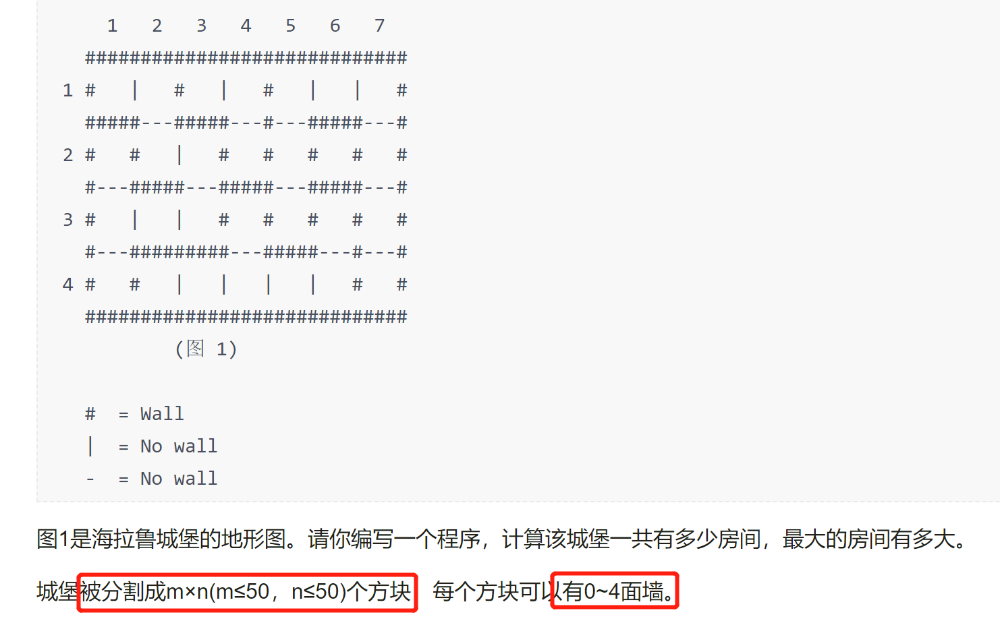 1   2   3   4   5   6   7
#############################
1 #   |   #   |   #   |   |   #
#####---#####---#---#####---#
2 #   #   |   #   #   #   #   #
#---#####---#####---#####---#
3 #   |   |   #   #   #   #   #
#---#########---#####---#---#
4 #   #   |   |   |   |   #   #
#############################
(图 1)
#  = Wall
|  = No wall
-  = No wall
图1是海拉鲁城堡的地形图。请你编写一个程序，计算该城堡一共有多少房间，最大的房间有多大。
城堡被分割成m×n(m≤50，n≤50)个方块 每个方块可以有0~4面墙。